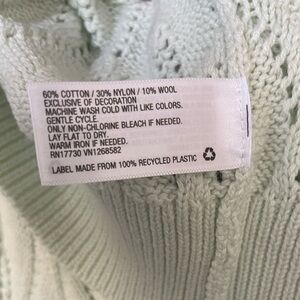 60% COTTON / 30% NYLON / 10% WOOL
EXCLUSIVE OF DECORATION
MACHINE WASH COLD WITH LIKE COLORS.
GENTLE CYCLE.
ONLY NON-CHLORINE BLEACH IF NEEDED.
LAY FLAT TO DRY.
WARM IRON IF NEEDED.
RN17730 VN1268582
LABEL MADE FROM 100% RECYCLED PLASTIC